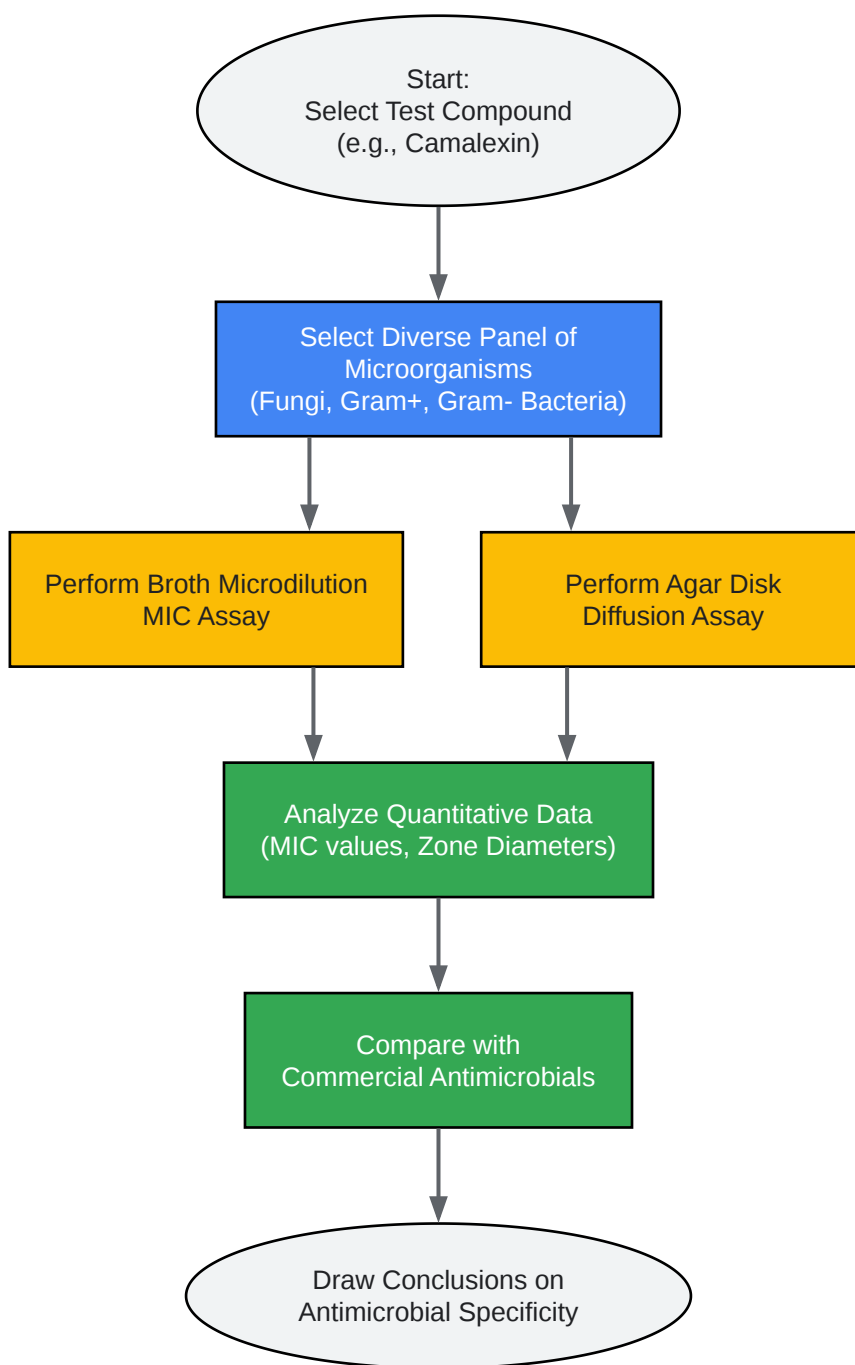 Start:
Select Test Compound
(e.g., Camalexin)
Select Diverse Panel of
Microorganisms
(Fungi, Gram+, Gram- Bacteria)
Perform Broth Microdilution
MIC Assay
Perform Agar Disk
Diffusion Assay
Analyze Quantitative Data
(MIC values, Zone Diameters)
Compare with
Commercial Antimicrobials
Draw Conclusions on
Antimicrobial Specificity